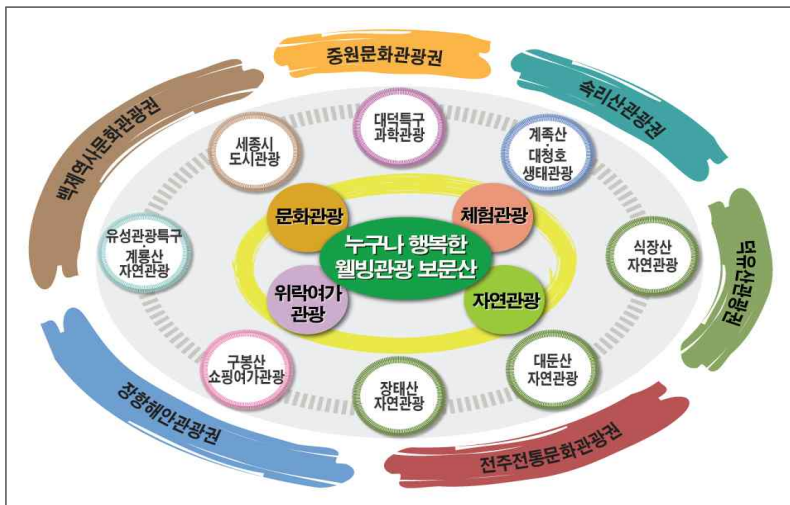 중원문화관광권
속리산관광권
백제역사문화관광권
대덕특구
과학관광
세종시
도시관광
계족산
·
대청호
생태관광
문화관광
체험관광
유성관광특구
·
계룡산
자연관광
누구나 행복한
웰빙관광 보문산
식장산
자연관광
덕유산관광권
위락여가
관광
자연관광
구봉산
쇼핑여가관광
장태산
자연관광
대둔산
자연관광
장항해안관광권
전주전통문화관광권